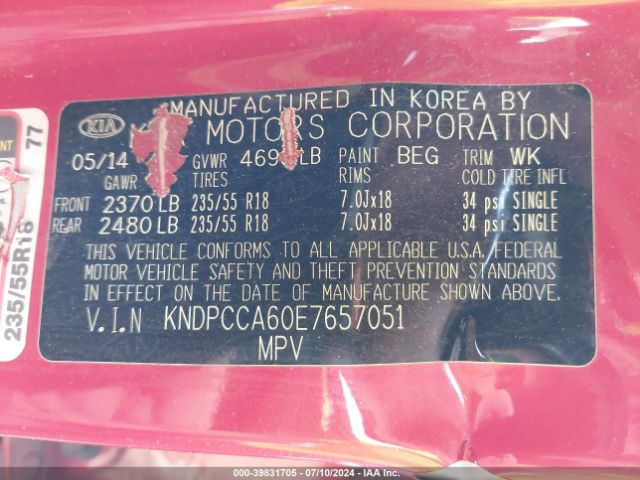 MANUFACTURED IN KOREA BY
KIA MOTORS CORPORATION
05/14 GVWR LB PAINT BEG TRIM WK
GAWR TIRES RIMS COLD TIRE INFL
FRONT 2370 LB 235/55 R18 7.0Jx18 34 psi SINGLE
REAR 2480 LB 235/55 R18 7.0Jx18 34 psi SINGLE
THIS VEHICLE CONFORMS TO ALL APPLICABLE U.S.A. FEDERAL
MOTOR VEHICLE SAFETY AND THEFT PREVENTION STANDARDS
IN EFFECT ON THE DATE OF MANUFACTURE SHOWN ABOVE.
V.I.N KNDPCCA60E7657051
MPV
77
235/55R18
000-39831705 - 07/10/2024 - IAA Inc.